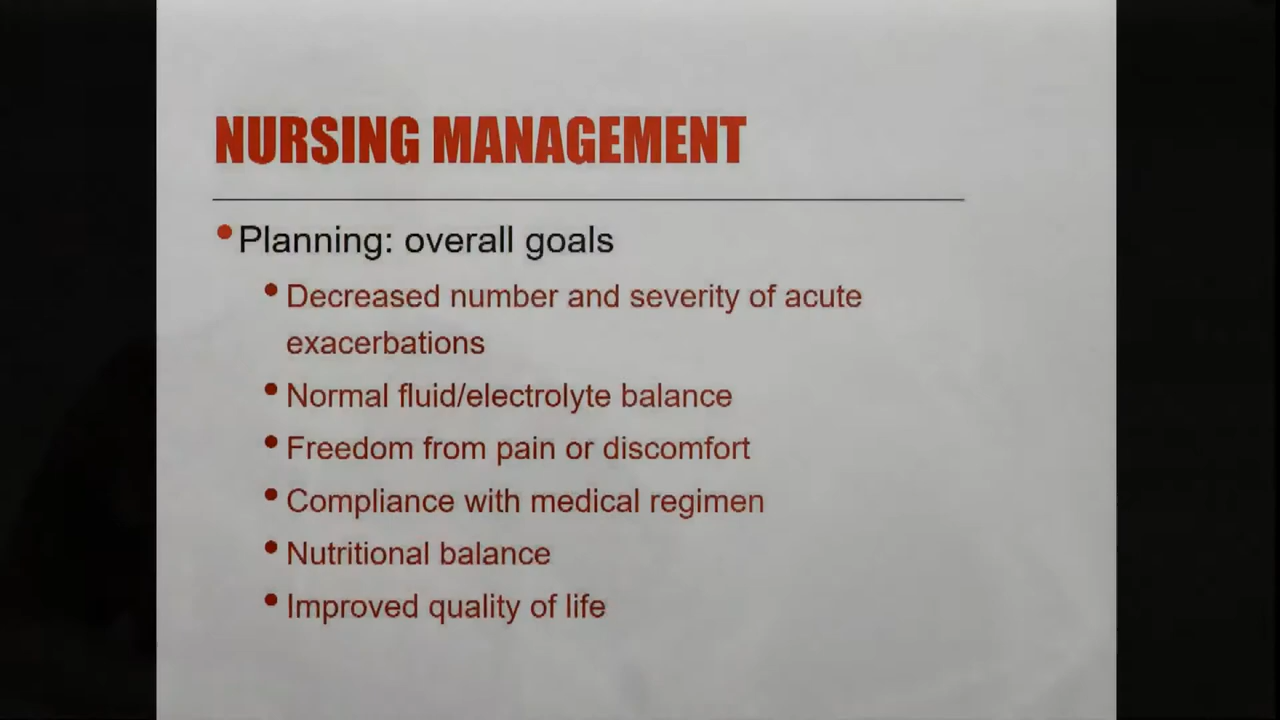 NURSING MANAGEMENT
• Planning: overall goals
• Decreased number and severity of acute
exacerbations
• Normal fluid/electrolyte balance
• Freedom from pain or discomfort
• Compliance with medical regimen
• Nutritional balance
• Improved quality of life